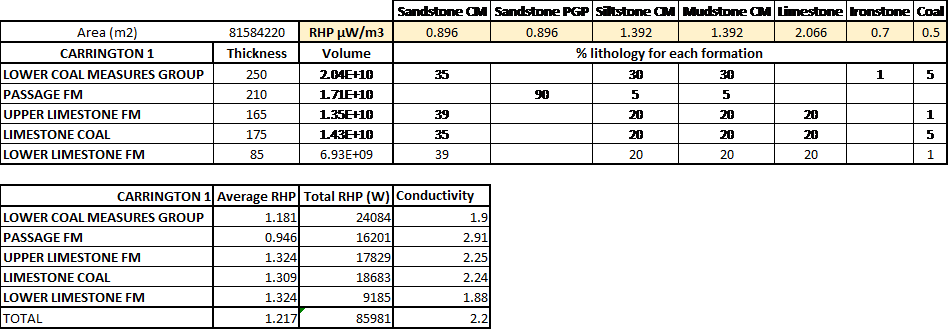 Sandstone CM Sandstone PGP Siltstone CM Mudstone CM Limestone Ironstone Coal
Area (m2) 81584220 RHP µW/m3 0.896 0.896 1.392 1.392 2.066 0.7 0.5
CARRINGTON 1 Thickness Volume % lithology for each formation
LOWER COAL MEASURES GROUP 250 2.04E+10 35 30 30 1 5
PASSAGE FM 210 1.71E+10 90 5 5
UPPER LIMESTONE FM 165 1.35E+10 39 20 20 20 1
LIMESTONE COAL 175 1.43E+10 35 20 20 20 5
LOWER LIMESTONE FM 85 6.93E+09 39 20 20 20 1
CARRINGTON 1 Average RHP Total RHP (W) Conductivity
LOWER COAL MEASURES GROUP 1.181 24084 1.9
PASSAGE FM 0.946 16201 2.91
UPPER LIMESTONE FM 1.324 17829 2.25
LIMESTONE COAL 1.309 18683 2.24
LOWER LIMESTONE FM 1.324 9185 1.88
TOTAL 1.217 85981 2.2